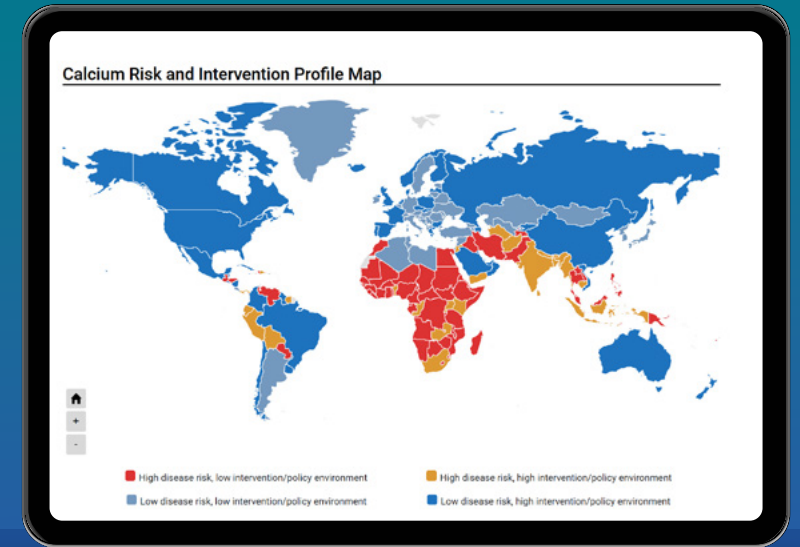 Calcium Risk and Intervention Profile Map
+
-
High disease risk, low intervention/policy environment
High disease risk, high intervention/policy environment
Low disease risk, low intervention/policy environment
Low disease risk, high intervention/policy environment